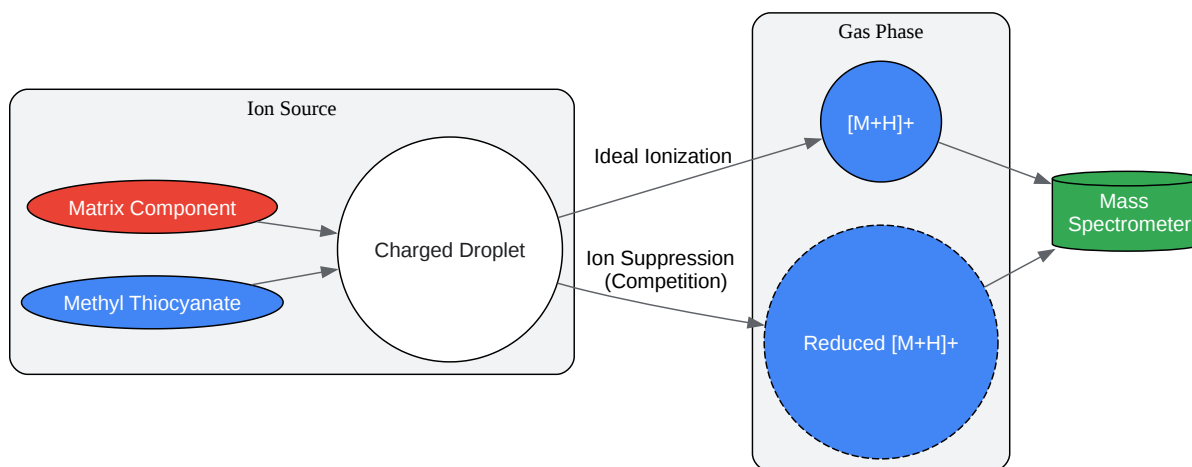 Ion Source
Matrix Component
Methyl Thiocyanate
Charged Droplet
Ideal Ionization
Ion Suppression
(Competition)
Gas Phase
[M+H]+
Reduced [M+H]+
Mass
Spectrometer